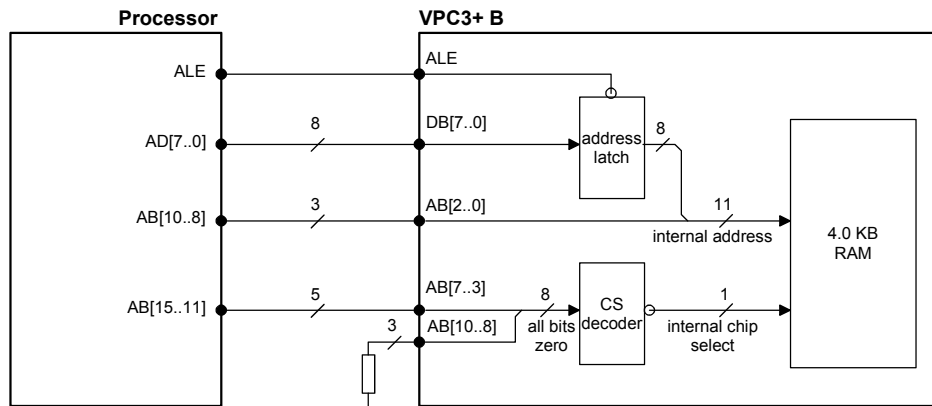 Processor
VPC3+ B
ALE
ALE
AD[7..0]
8
DB[7..0]
address
latch
8
AB[10..8]
3
AB[2..0]
11
internal address
4.0 KB
RAM
AB[15..11]
5
AB[7..3]
8
all bits
zero
CS
decoder
1
internal chip
select
3
AB[10..8]